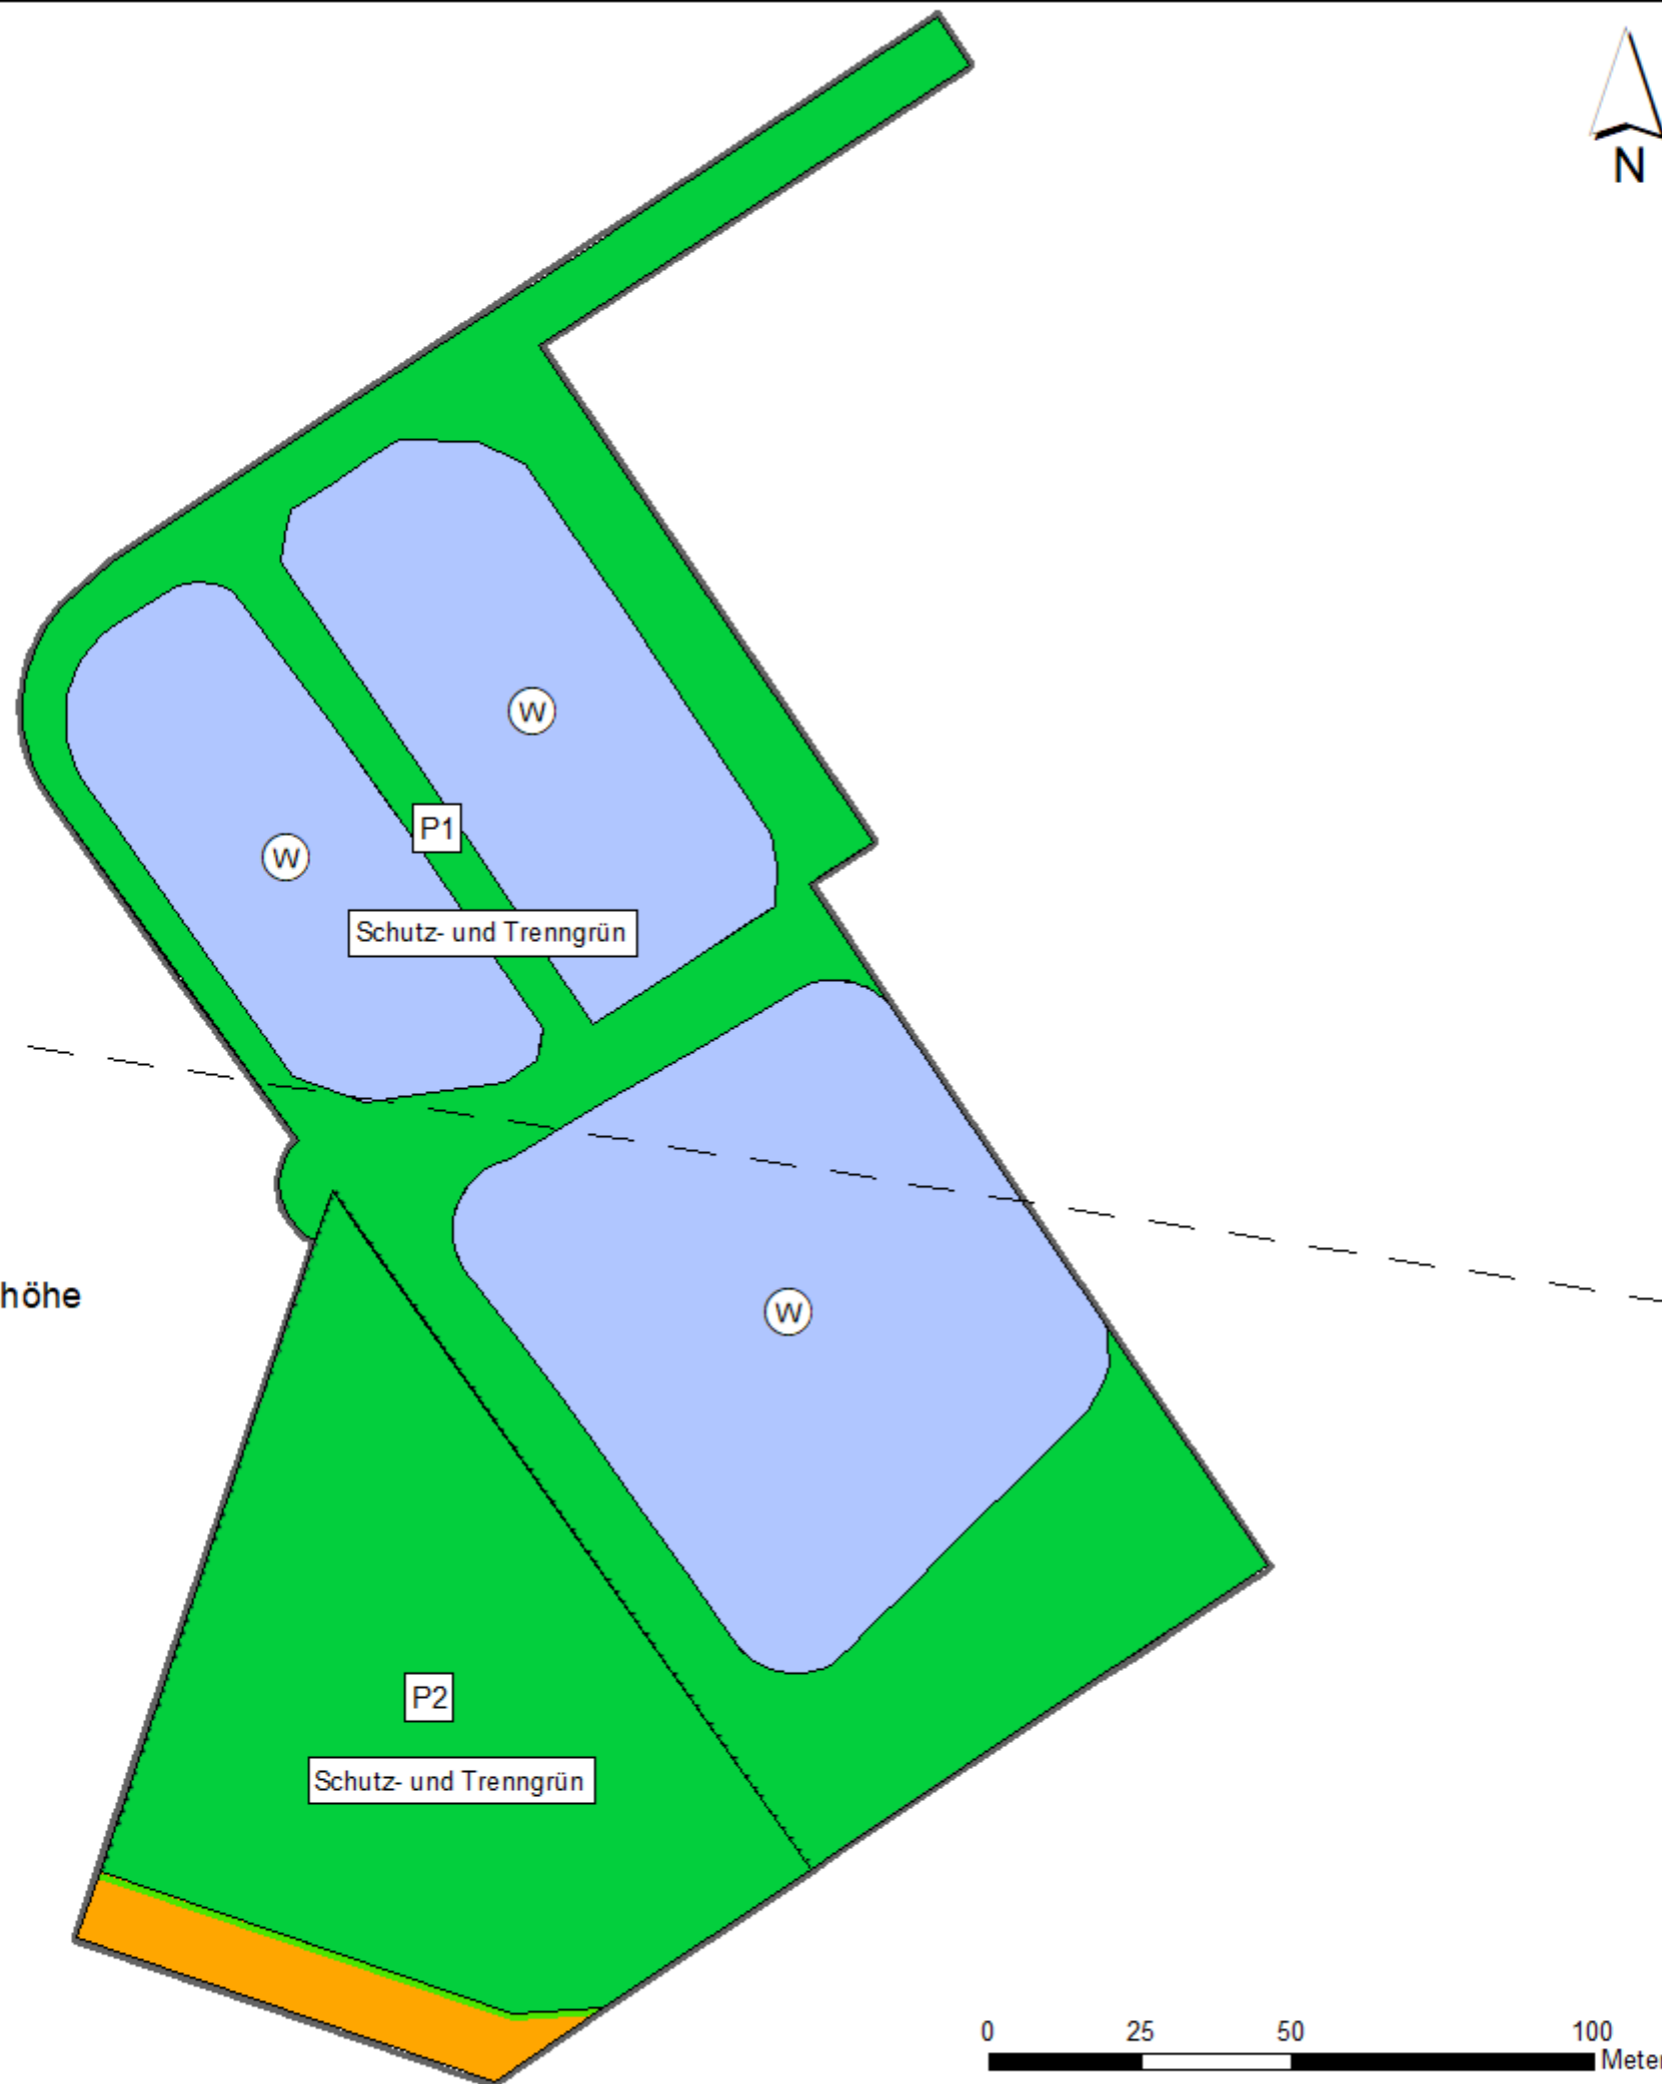 N
W
P1
W
Schutz- und Trenngrün
höhe
W
P2
Schutz- und Trenngrün
0 25 50 100
Meter